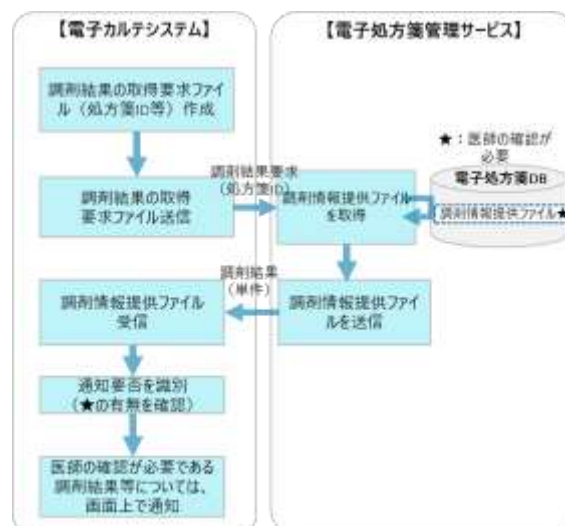 【電子カルテシステム】
【電子処方箋管理サービス】
調剤結果の取得要求ファイ
ル（処方箋ID等）作成
★：医師の確認が
必要
電子処方箋DB
調剤情報提供ファイル★
調剤結果の取得
要求ファイル送信
調剤結果要求
（処方箋ID）
調剤情報提供ファイル
を取得
調剤結果
（単件）
調剤情報提供ファイル
受信
調剤情報提供ファイ
ルを送信
通知要否を識別
（★の有無を確認）
医師の確認が必要である
調剤結果等については、
画面上で通知